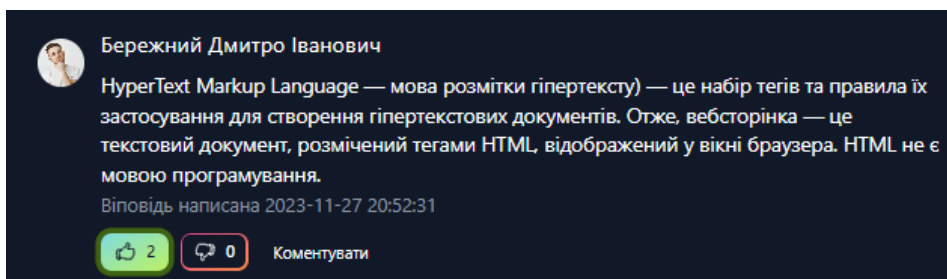 Бережний Дмитро Іванович
HyperText Markup Language — мова розмітки гіпертексту) — це набір тегів та правила їх
застосування для створення гіпертекстових документів. Отже, вебсторінка — це
текстовий документ, розмічений тегами HTML, відображений у вікні браузера. HTML не є
мовою програмування.
Віповідь написана 2023-11-27 20:52:31
2 0 Коментувати